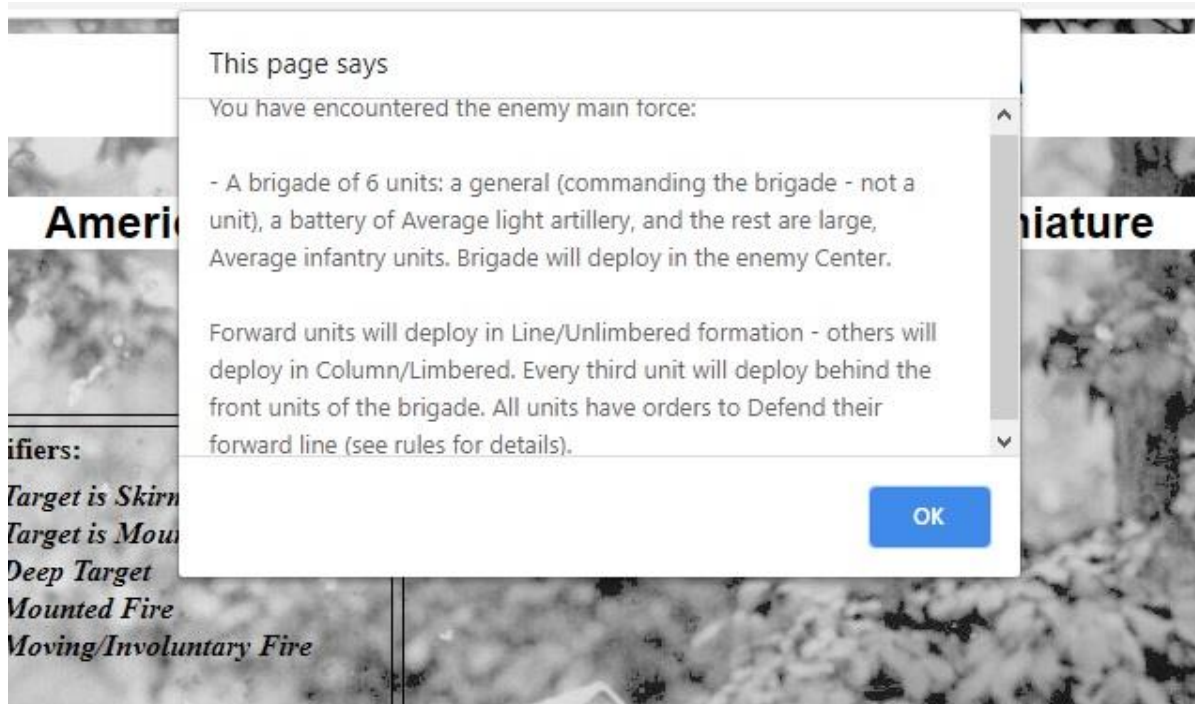 This page says
You have encountered the enemy main force:
- A brigade of 6 units: a general (commanding the brigade - not a
unit), a battery of Average light artillery, and the rest are large,
Average infantry units. Brigade will deploy in the enemy Center.
Forward units will deploy in Line/Unlimbered formation - others will
deploy in Column/Limbered. Every third unit will deploy behind the
front units of the brigade. All units have orders to Defend their
forward line (see rules for details).
OK
Ameri
iature
ifiers:
Target is Skirm
Target is Mou
Deep Target
Mounted Fire
Moving/Involuntary Fire